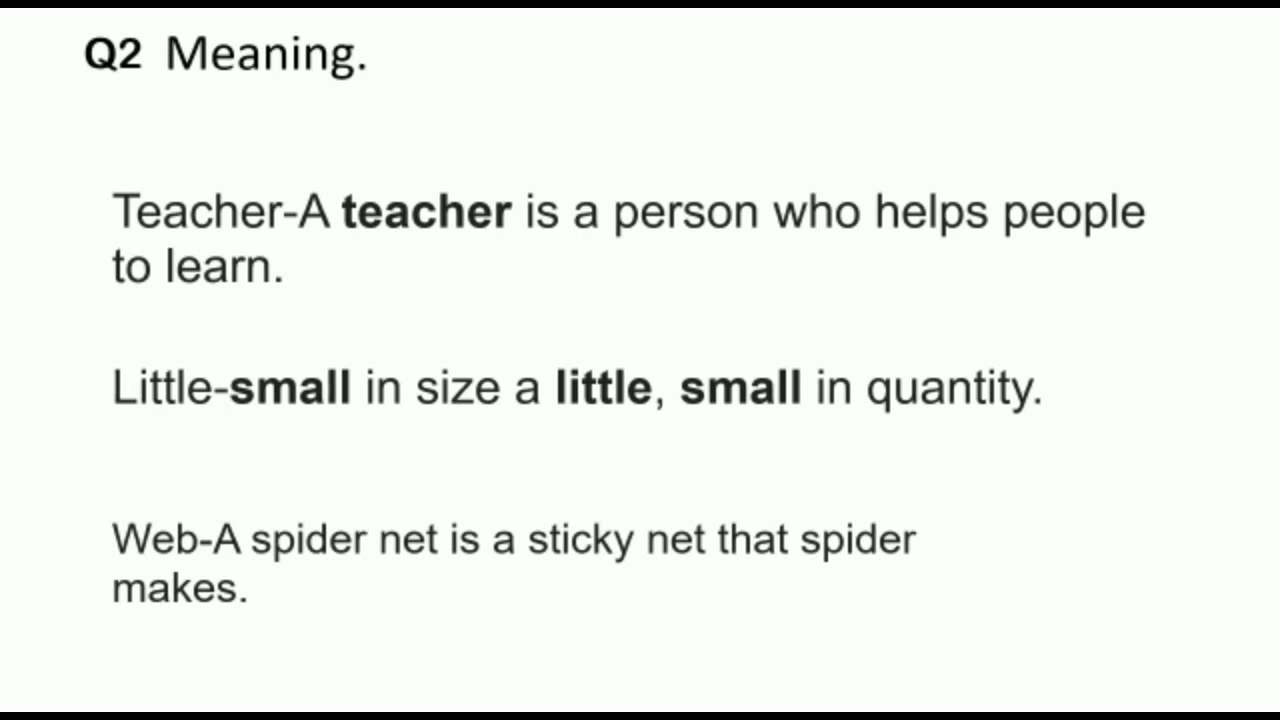 Q2 Meaning.
Teacher-A teacher is a person who helps people
to learn.
Little-small in size a little, small in quantity.
Web-A spider net is a sticky net that spider
makes.